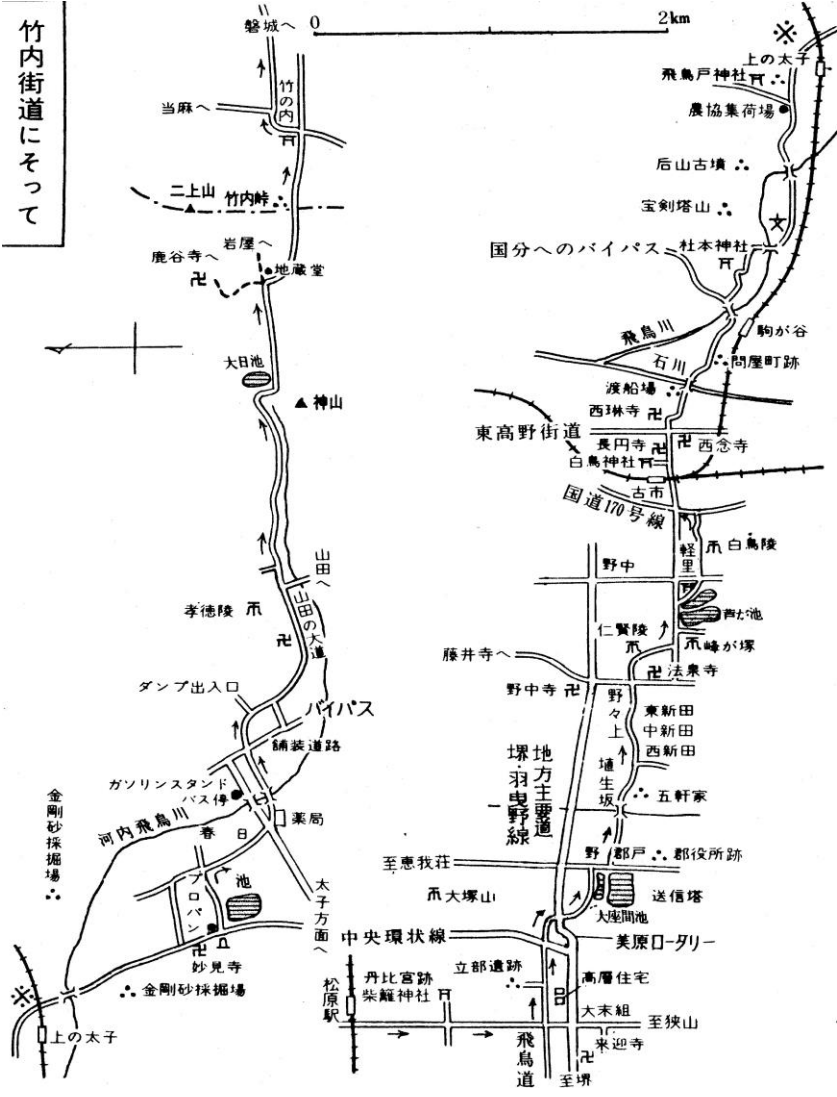 竹内街道にそって
磐城へ
0
2km
竹の内
当麻へ
二上山
竹内峠
岩屋へ
鹿谷寺へ
地蔵堂
大日池
神山
山田へ
山田の大道
孝徳陵
ダンプ出入口
バイパス
舗装道路
ガソリンスタンド
バス停
薬局
河内飛鳥川
春日
金剛砂採掘場
プロパン
池
太子方面へ
妙見寺
金剛砂採掘場
上の太子
上の太子
飛鳥戸神社
農協集荷場
后山古墳
宝剣塔山
文
国分へのバイパス
杜本神社
飛鳥川
駒が谷
石川
問屋町跡
渡船場
西琳寺
東高野街道
長円寺
西念寺
白鳥神社
古市
国道170号線
軽里
白鳥陵
野中
芦が池
仁賢陵
峰が塚
藤井寺へ
法泉寺
野中寺
野々上
東新田
中新田
西新田
地方主要道
堺・羽曳野線
埴生坂
五軒家
至恵我荘
野
郡戸
郡役所跡
大塚山
送信塔
大座間池
中央環状線
美原ロータリー
丹比宮跡
柴籬神社
立部遺跡
高層住宅
松原駅
大末組
至狭山
飛鳥道
来迎寺
至堺